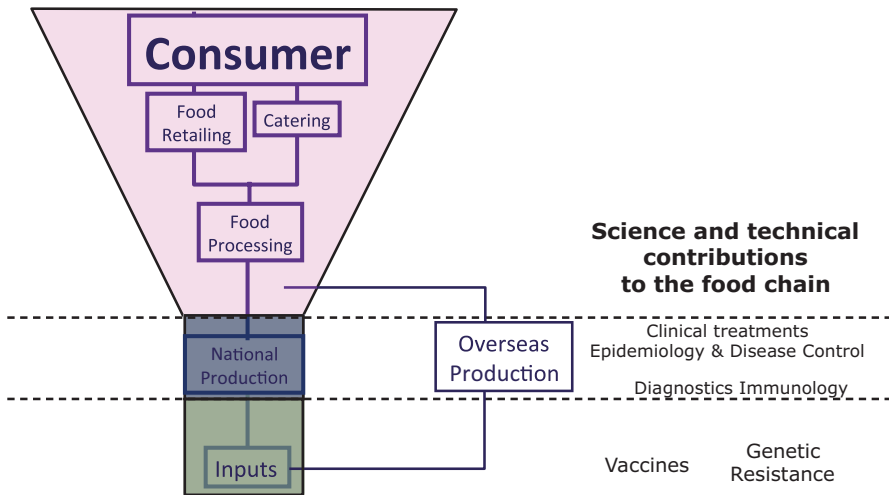 Consumer
Food
Retailing
Catering
Food
Processing
Science and technical
contributions
to the food chain
National
Production
Overseas
Production
Clinical treatments
Epidemiology & Disease Control
Diagnostics Immunology
Inputs
Vaccines
Genetic
Resistance